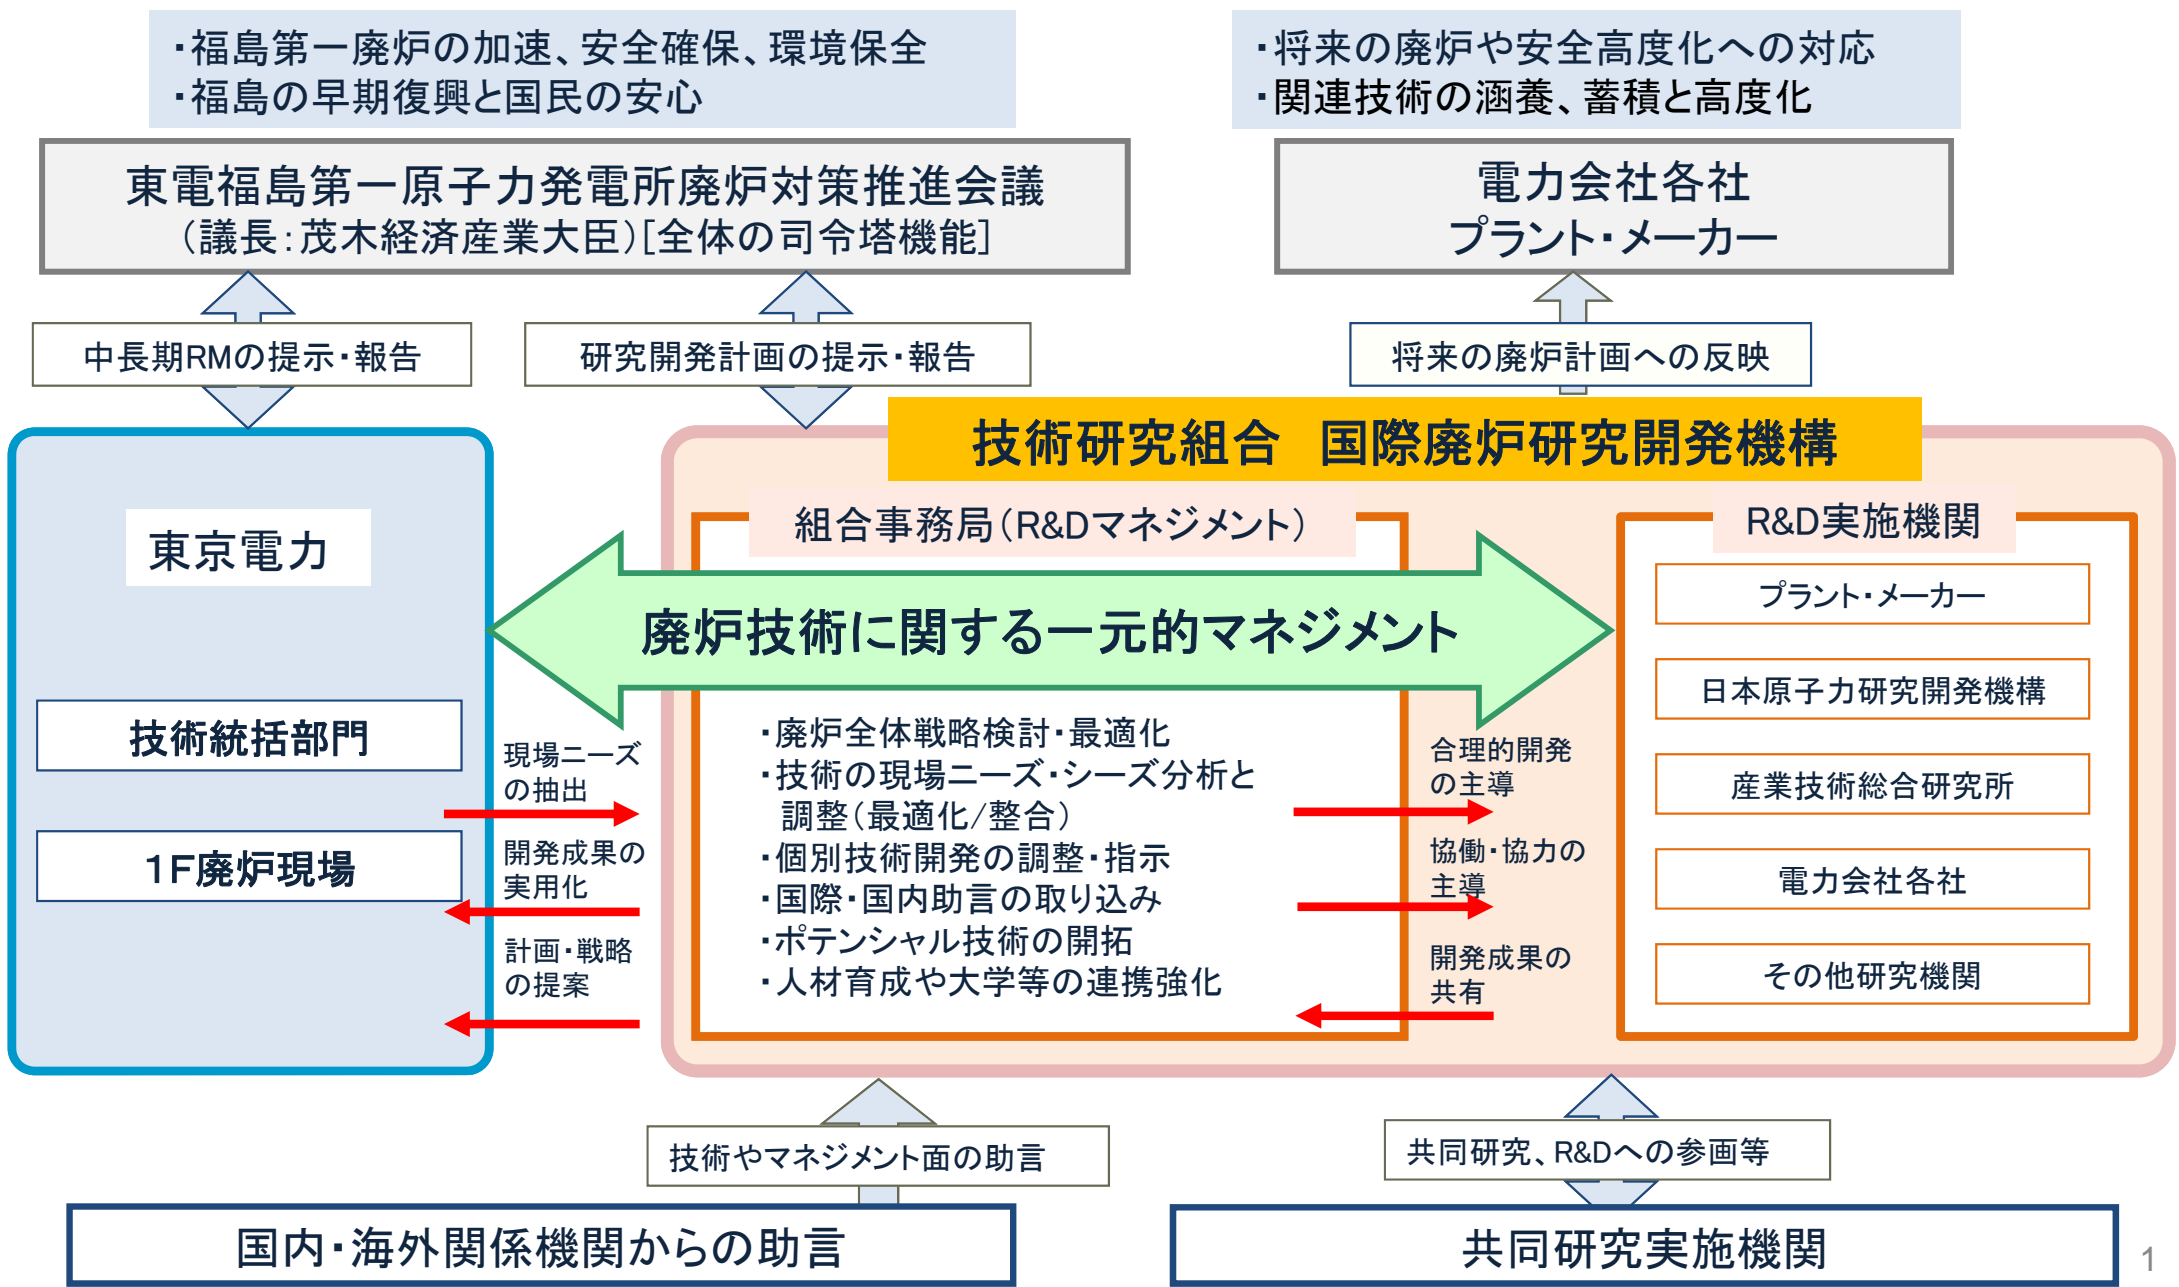 ・福島第一廃炉の加速、安全確保、環境保全
・福島の早期復興と国民の安心
・将来の廃炉や安全高度化への対応
・関連技術の涵養、蓄積と高度化
東電福島第一原子力発電所廃炉対策推進会議
（議長：茂木経済産業大臣）[全体の司令塔機能]
電力会社各社
プラント・メーカー
中長期RMの提示・報告
研究開発計画の提示・報告
将来の廃炉計画への反映
技術研究組合　国際廃炉研究開発機構
東京電力
組合事務局（R&Dマネジメント）
R&D実施機関
廃炉技術に関する一元的マネジメント
技術統括部門
1F廃炉現場
現場ニーズ
の抽出
開発成果の
実用化
計画・戦略
の提案
・廃炉全体戦略検討・最適化
・技術の現場ニーズ・シーズ分析と
調整（最適化/整合）
・個別技術開発の調整・指示
・国際・国内助言の取り込み
・ポテンシャル技術の開拓
・人材育成や大学等の連携強化
合理的開発
の主導
協働・協力の
主導
開発成果の
共有
プラント・メーカー
日本原子力研究開発機構
産業技術総合研究所
電力会社各社
その他研究機関
技術やマネジメント面の助言
共同研究、R&Dへの参画等
国内・海外関係機関からの助言
共同研究実施機関
1